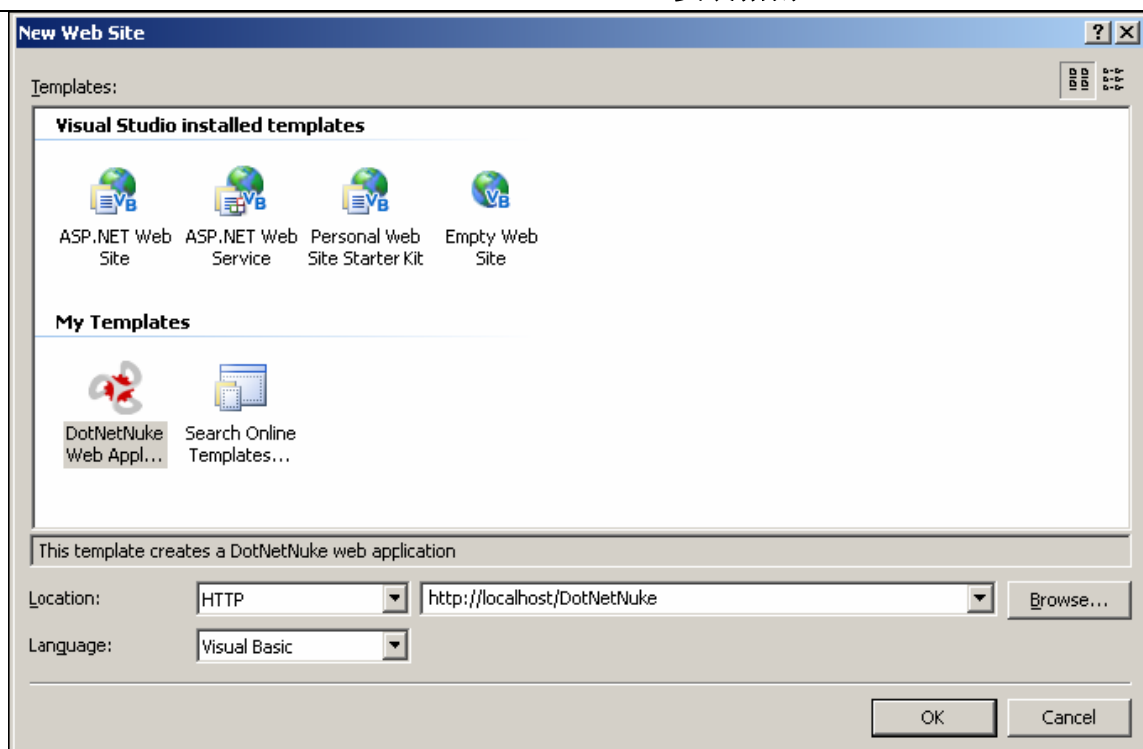 New Web Site
Templates:
Visual Studio installed templates
ASP.NET Web Site
ASP.NET Web Service
Personal Web Site Starter Kit
Empty Web Site
My Templates
DotNetNuke Web Appl...
Search Online Templates...
This template creates a DotNetNuke web application
Location:
HTTP
http://localhost/DotNetNuke
Browse...
Language:
Visual Basic
OK
Cancel